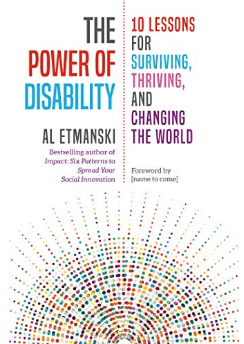 THE
POWER OF
DISABILITY
AL ETMANSKI
Bestselling author of
Impact: Six Patterns to
Spread Your
Social Innovation
10 LESSONS
FOR
SURVIVING,
THRIVING,
AND
CHANGING
THE WORLD
Foreword by
[name to come]